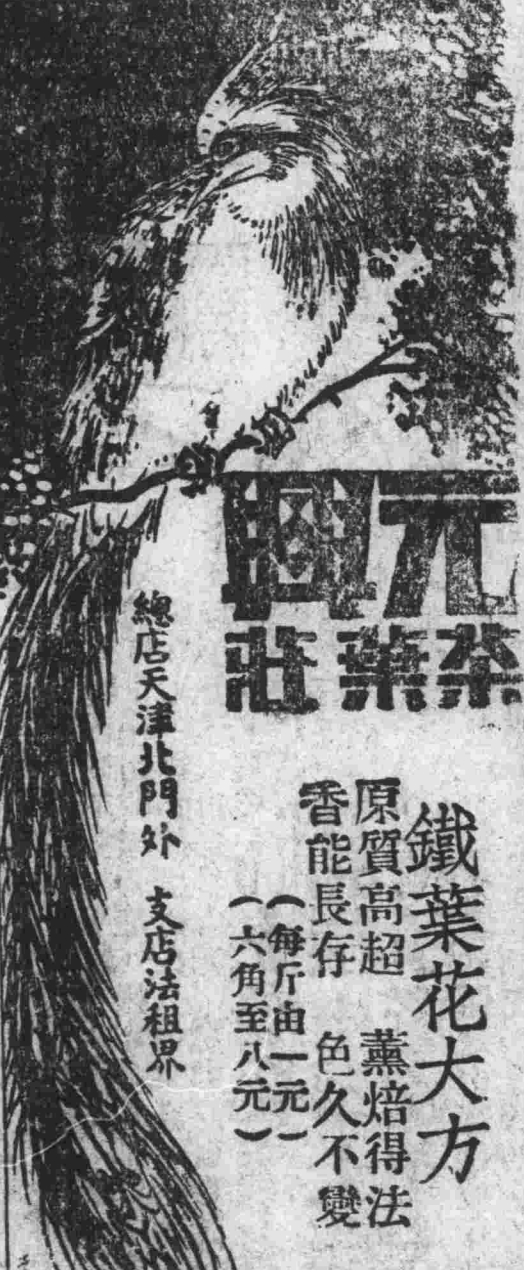 元興
茶葉莊
鐵葉花大方
原質高超 薰焙得法
香能長存 色久不變
(每斤由一元)
(六角至八元)
總店天津北門外 支店法租界